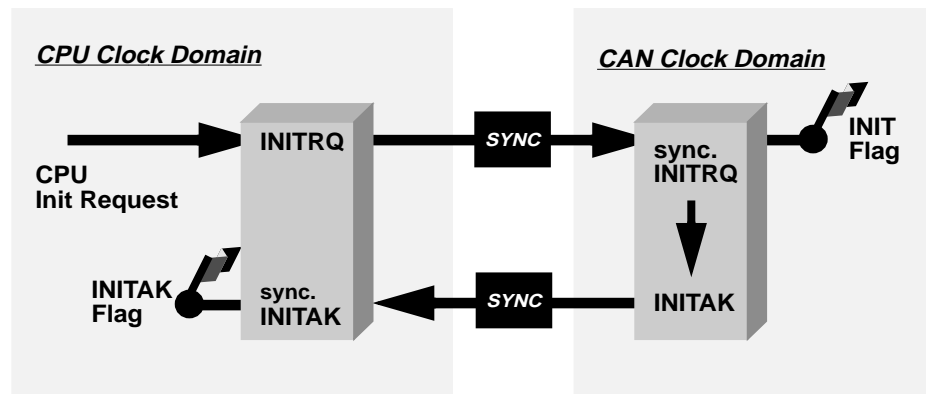 CPU Clock Domain
CAN Clock Domain
INITRQ
SYNC
sync.
INITRQ
INIT
Flag
CPU
Init Request
INITAK
Flag
sync.
INITAK
SYNC
INITAK